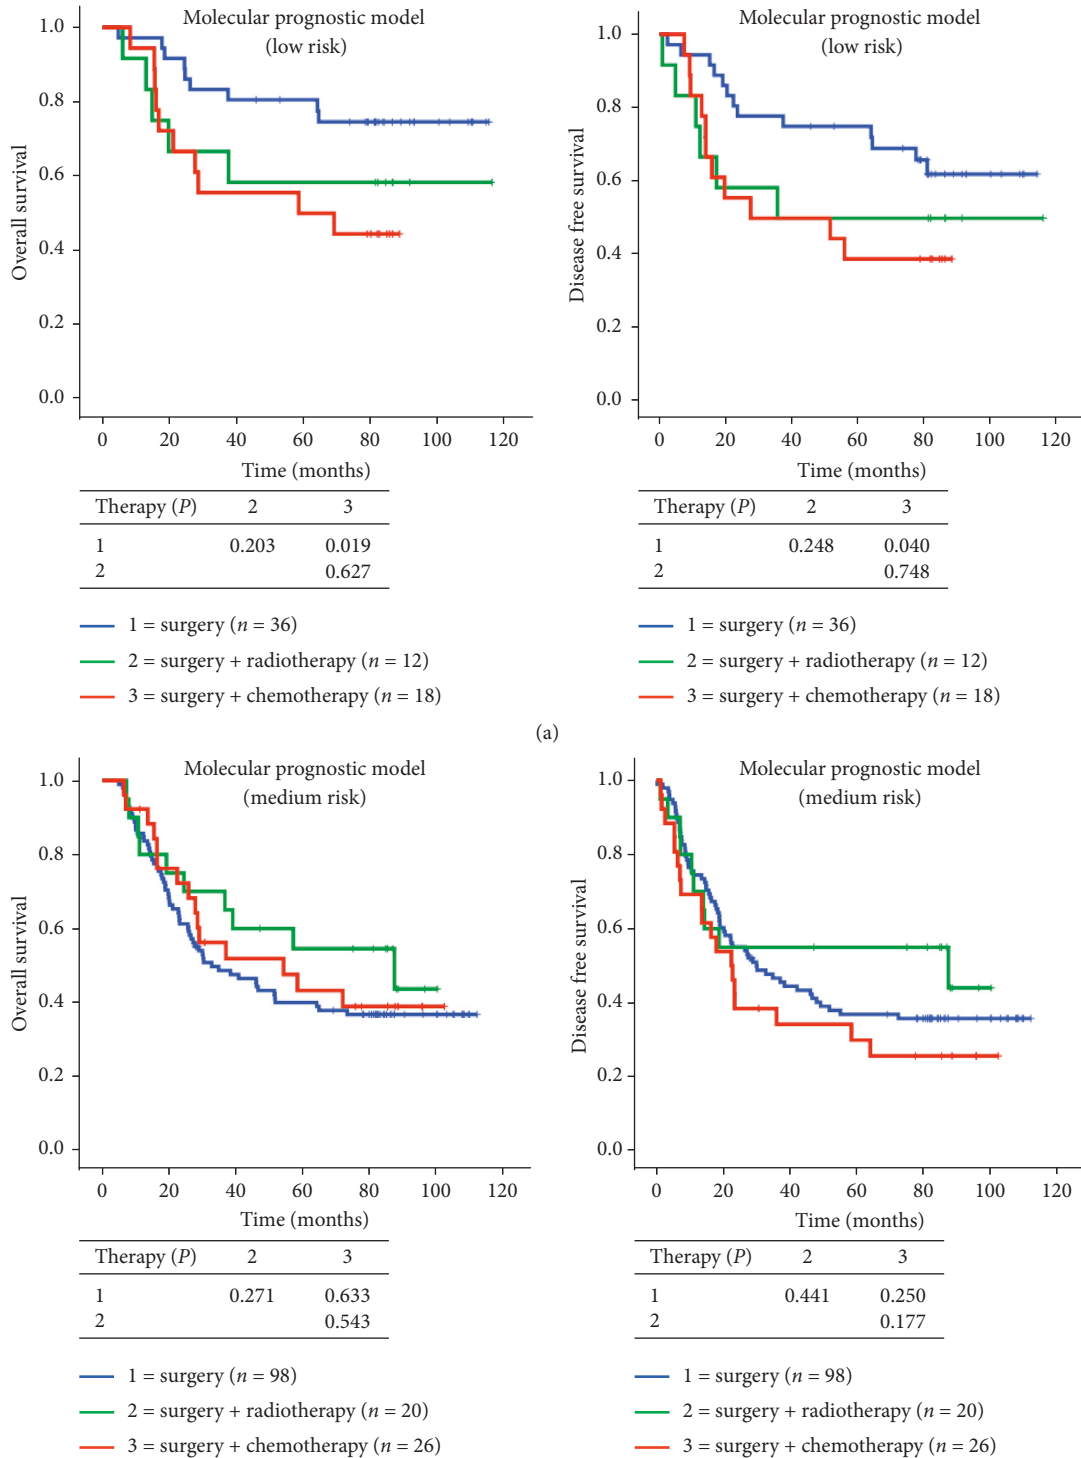 Molecular prognostic model
(low risk)
Overall survival
1.0
0.8
0.6
0.4
0.2
0.0
0 20 40 60 80 100 120
Time (months)
Therapy (P) 2 3
1 0.203 0.019
2 0.627
1 = surgery (n = 36)
2 = surgery + radiotherapy (n = 12)
3 = surgery + chemotherapy (n = 18)
Molecular prognostic model
(low risk)
Disease free survival
1.0
0.8
0.6
0.4
0.2
0.0
0 20 40 60 80 100 120
Time (months)
Therapy (P) 2 3
1 0.248 0.040
2 0.748
1 = surgery (n = 36)
2 = surgery + radiotherapy (n = 12)
3 = surgery + chemotherapy (n = 18)
(a)
Molecular prognostic model
(medium risk)
Overall survival
1.0
0.8
0.6
0.4
0.2
0.0
0 20 40 60 80 100 120
Time (months)
Therapy (P) 2 3
1 0.271 0.633
2 0.543
1 = surgery (n = 98)
2 = surgery + radiotherapy (n = 20)
3 = surgery + chemotherapy (n = 26)
Molecular prognostic model
(medium risk)
Disease free survival
1.0
0.8
0.6
0.4
0.2
0.0
0 20 40 60 80 100 120
Time (months)
Therapy (P) 2 3
1 0.441 0.250
2 0.177
1 = surgery (n = 98)
2 = surgery + radiotherapy (n = 20)
3 = surgery + chemotherapy (n = 26)